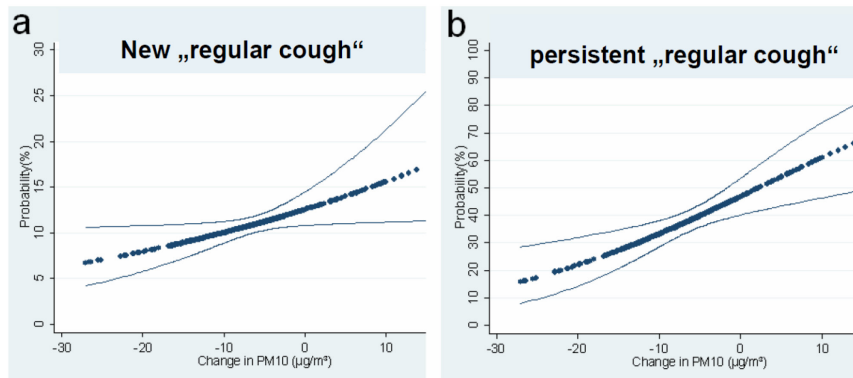 a
New „regular cough“
Probability(%)
30
25
20
15
10
5
0
-30 -20 -10 0 10
Change in PM10 (µg/m³)
b
persistent „regular cough“
Probability(%)
100
90
80
70
60
50
40
30
20
10
0
-30 -20 -10 0 10
Change in PM10 (µg/m³)